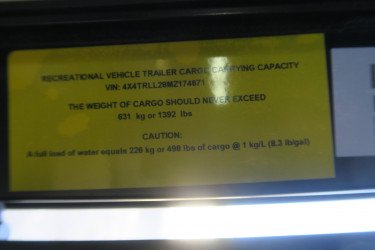 RECREATIONAL VEHICLE TRAILER CARGO CARRYING CAPACITY
VIN: 4X4TRLL28MZ174671
THE WEIGHT OF CARGO SHOULD NEVER EXCEED
631 kg or 1392 lbs
CAUTION:
A full load of water equals 226 kg or 498 lbs of cargo @ 1 kg/L (8.3 lb/gal)